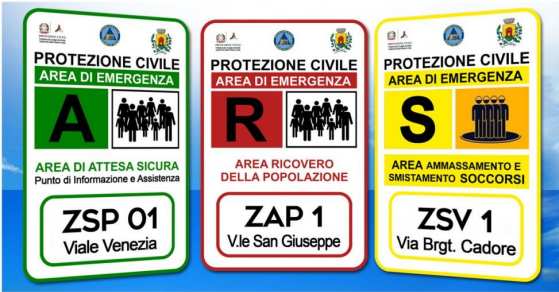 PROTEZIONE CIVILE
AREA DI EMERGENZA
A
AREA DI ATTESA SICURA
Punto di Informazione e Assistenza
ZSP 01
Viale Venezia
PROTEZIONE CIVILE
AREA DI EMERGENZA
R
AREA RICOVERO
DELLA POPOLAZIONE
ZAP 1
V.le San Giuseppe
PROTEZIONE CIVILE
AREA DI EMERGENZA
S
AREA AMMASSAMENTO E
SMISTAMENTO SOCCORSI
ZSV 1
Via Brgt. Cadore